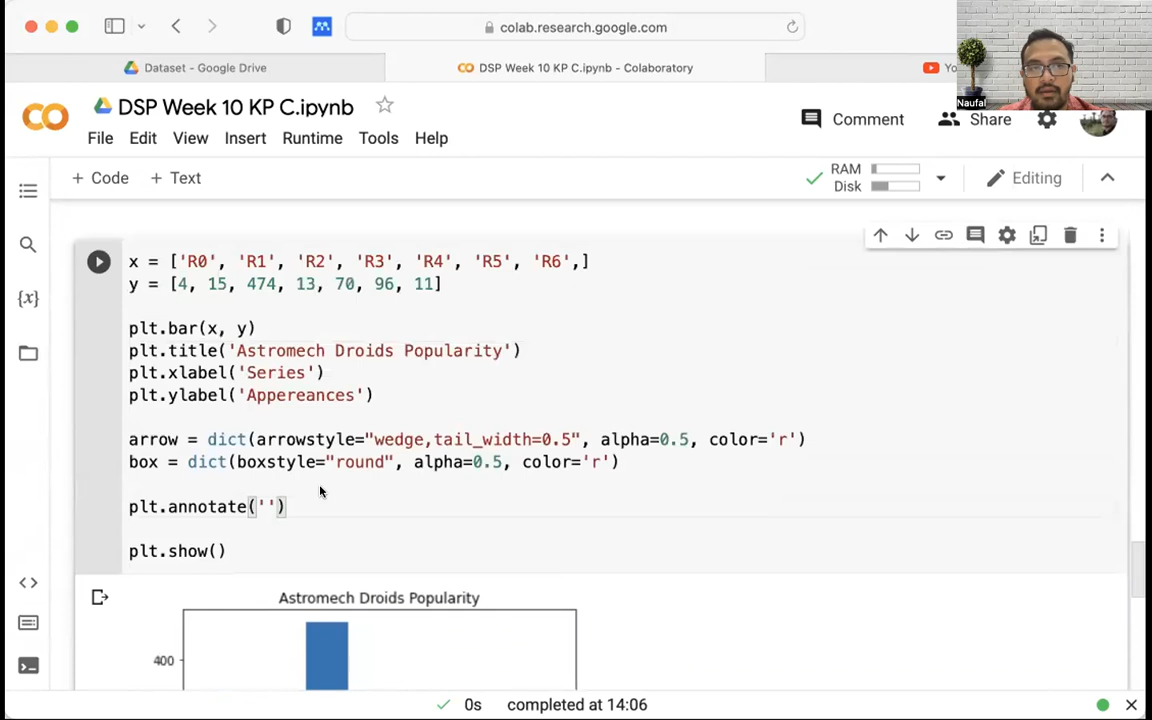 colab.research.google.com
Dataset - Google Drive
DSP Week 10 KP C.ipynb - Colaboratory
Yo
Naufal
DSP Week 10 KP C.ipynb
Comment
Share
File Edit View Insert Runtime Tools Help
+ Code + Text
RAM
Disk
Editing
{x}
x = ['R0', 'R1', 'R2', 'R3', 'R4', 'R5', 'R6',]
y = [4, 15, 474, 13, 70, 96, 11]
plt.bar(x, y)
plt.title('Astromech Droids Popularity')
plt.xlabel('Series')
plt.ylabel('Appereances')
arrow = dict(arrowstyle="wedge,tail_width=0.5", alpha=0.5, color='r')
box = dict(boxstyle="round", alpha=0.5, color='r')
plt.annotate('')
plt.show()
Astromech Droids Popularity
400
0s completed at 14:06